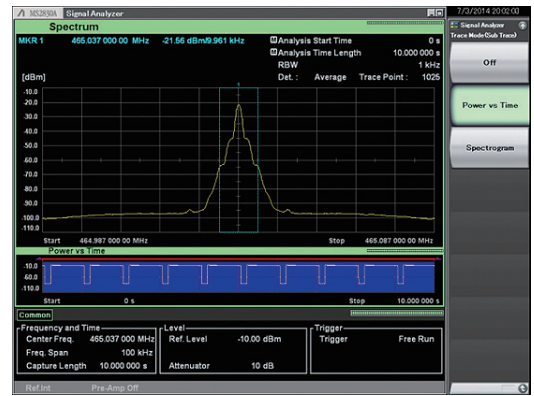 MS2830A Signal Analyzer
7/3/2014 20:02:03
Spectrum
MKR 1 465.037 000 00 MHz -21.56 dBm/9.961 kHz
Analysis Start Time 0 s
Analysis Time Length 10.000 000 s
RBW 1 kHz
Det. : Average Trace Point : 1025
[dBm]
-10.0
-20.0
-30.0
-40.0
-50.0
-60.0
-70.0
-80.0
-90.0
-100.0
-110.0
Start 464.987 000 00 MHz Stop 465.087 000 00 MHz
Power vs Time
-10.0
-60.0
-110.0
Start 0 s Stop 10.000 000 s
Common
Frequency and Time
Center Freq. 465.037 000 MHz
Freq. Span 100 kHz
Capture Length 10.000 000 s
Level
Ref. Level -10.00 dBm
Attenuator 10 dB
Trigger
Trigger Free Run
Ref.Int Pre-Amp Off
Signal Analyzer
Trace Mode(Sub Trace)
Off
Power vs Time
Spectrogram